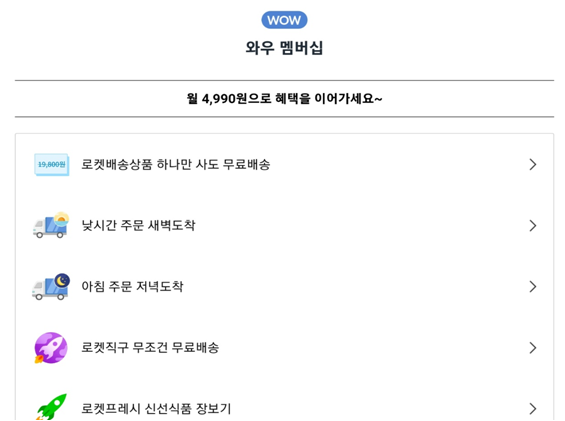 WOW
와우 멤버십
월 4,990원으로 혜택을 이어가세요~
19,800원
로켓배송상품 하나만 사도 무료배송
낮시간 주문 새벽도착
아침 주문 저녁도착
로켓직구 무조건 무료배송
로켓프레시 신선식품 장보기